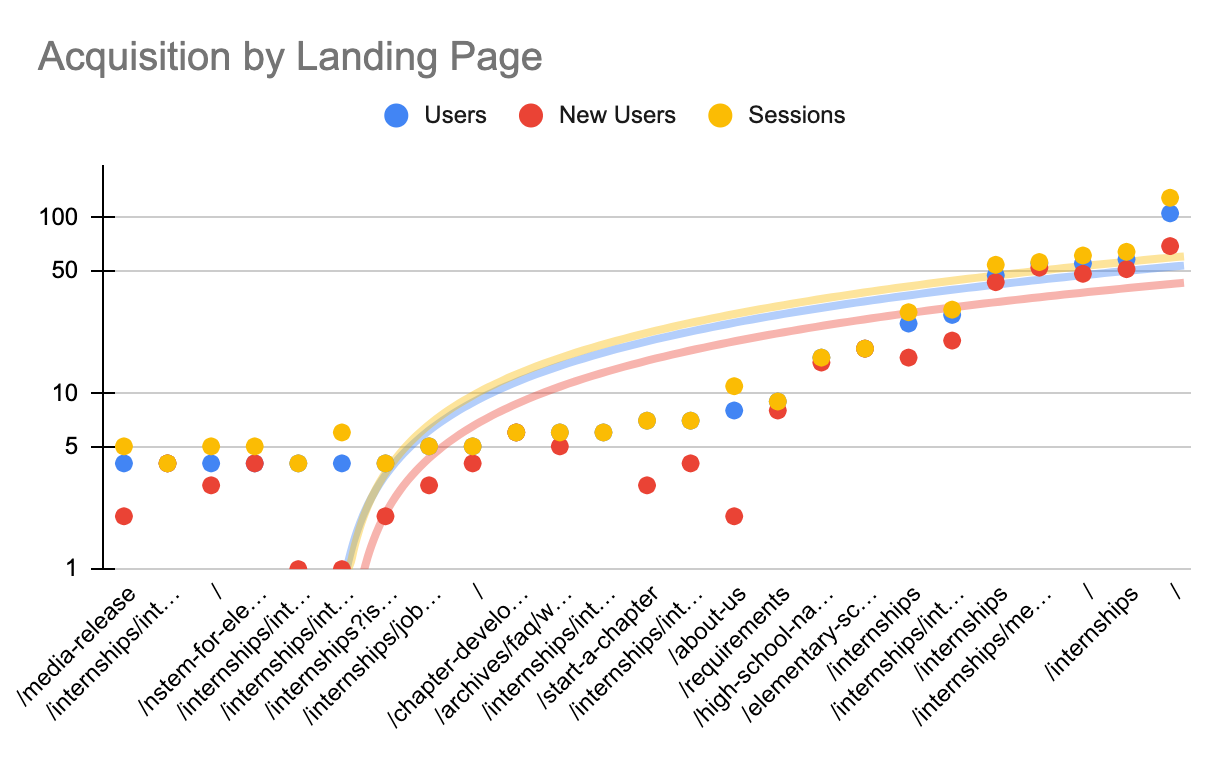 Acquisition by Landing Page
Users New Users Sessions
100
50
10
5
1
/media-release
/internships/int…
/
/nstem-for-ele…
/internships/int…
/internships/int…
/internships?is…
/internships/job…
/
/chapter-develo…
/archives/faq/w…
/internships/int…
/start-a-chapter
/internships/int…
/about-us
/requirements
/high-school-na…
/elementary-sc…
/internships
/internships/int…
/internships
/internships/me…
/
/internships
/